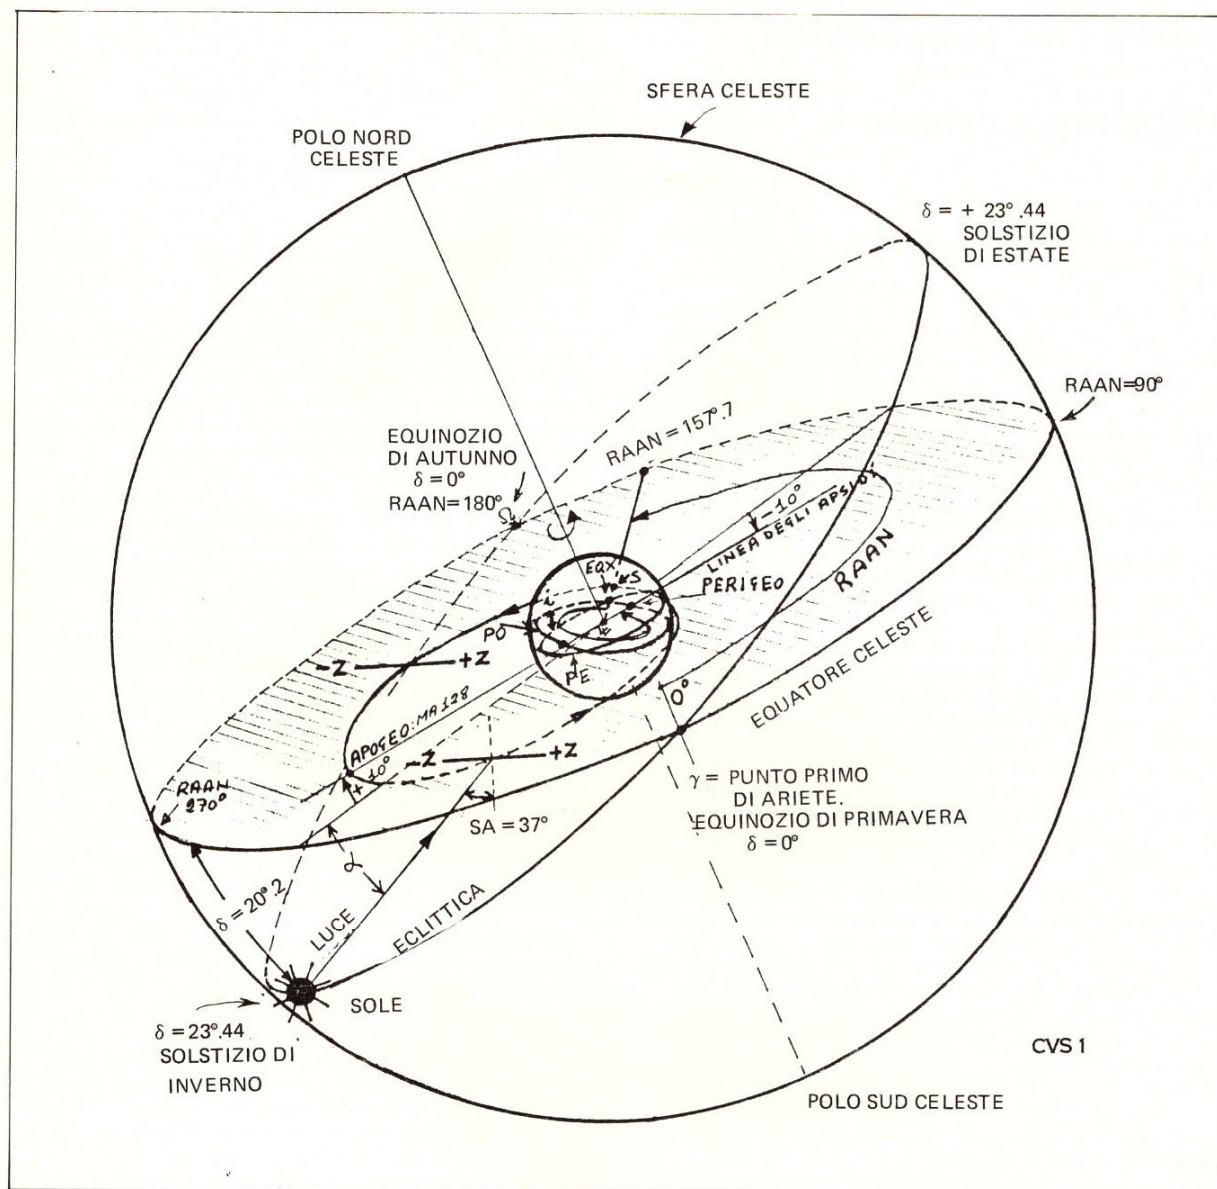 SFERA CELESTE
POLO NORD
CELESTE
δ = + 23°.44
SOLSTIZIO
DI ESTATE
RAAN=90°
RAAN = 157°.7
EQUINOZIO
DI AUTUNNO
δ = 0°
RAAN=180°
Ω
-10°
LINEA DEGLI APSIDI
RAAN
EQX
PERIGEO
i
PO
PE
-Z
+Z
EQUATORE CELESTE
0°
APOGEO: MA 128
+10°
-Z
+Z
RAAN
270°
SA = 37°
γ = PUNTO PRIMO
DI ARIETE.
EQUINOZIO DI PRIMAVERA
δ = 0°
α
δ = 20°.2
LUCE
ECLITTICA
SOLE
δ = 23°.44
SOLSTIZIO DI
INVERNO
CVS 1
POLO SUD CELESTE